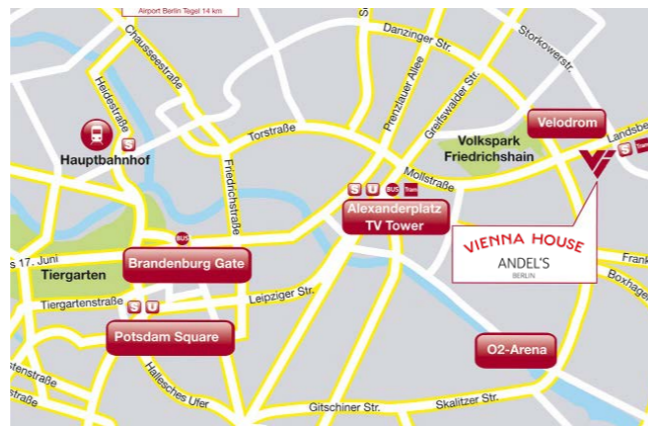 Airport Berlin Tegel 14 km
Chausseestraße
Danzinger Str.
Storkowerstr.
Heidestraße
Prenzlauer Allee
Greifswalder Str.
Velodrom
Landsbe
Torstraße
Volkspark
Friedrichshain
S
Tram
S
Hauptbahnhof
Friedrichstraße
Mollstraße
S U BUS Tram
Alexanderplatz
TV Tower
VIENNA HOUSE
ANDEL'S
BERLIN
BUS
s 17. Juni
Brandenburg Gate
Frank
Tiergarten
Boxhage
Tiergartenstraße
S U
Leipziger Str.
Potsdam Square
O2-Arena
Hallesches Ufer
Gitschiner Str.
Skalitzer Str.